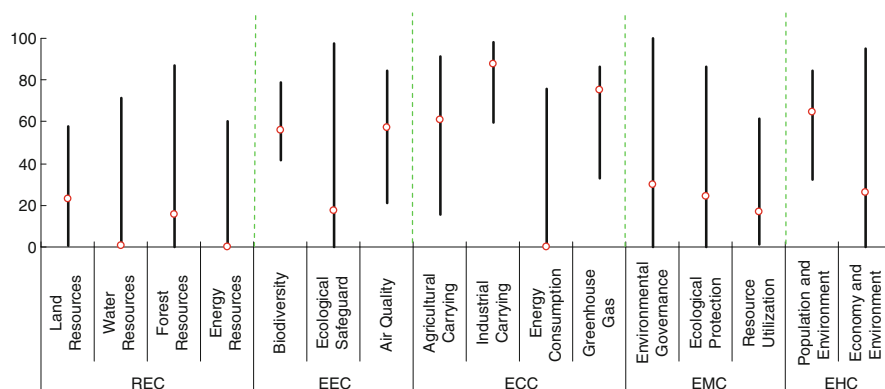 100
80
60
40
20
0
Land
Resources
Water
Resources
Forest
Resources
Energy
Resources
Biodiversity
Ecological
Safeguard
Air Quality
Agricultural
Carrying
Industrial
Carrying
Energy
Consumption
Greenhouse
Gas
Environmental
Governance
Ecological
Protection
Resource
Utilization
Population and
Environment
Economy and
Environment
REC
EEC
ECC
EMC
EHC